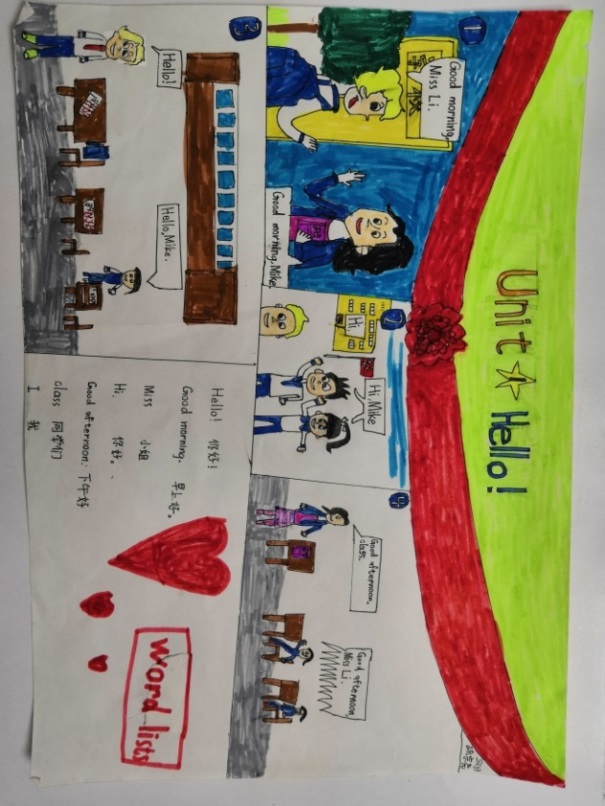 Unit 1 Hello!
1
Good morning,
Miss Li.
Good morning, Mike.
2
Hi
Hi, Mike
4
Good afternoon,
class.
Good afternoon,
Miss Li.
3
Hello!
Hello, Mike.
Word lists
Hello! 你好!
Good morning. 早上好。
Miss 小姐
Hi. 你好。
Good afternoon. 下午好
class 同学们
I 我